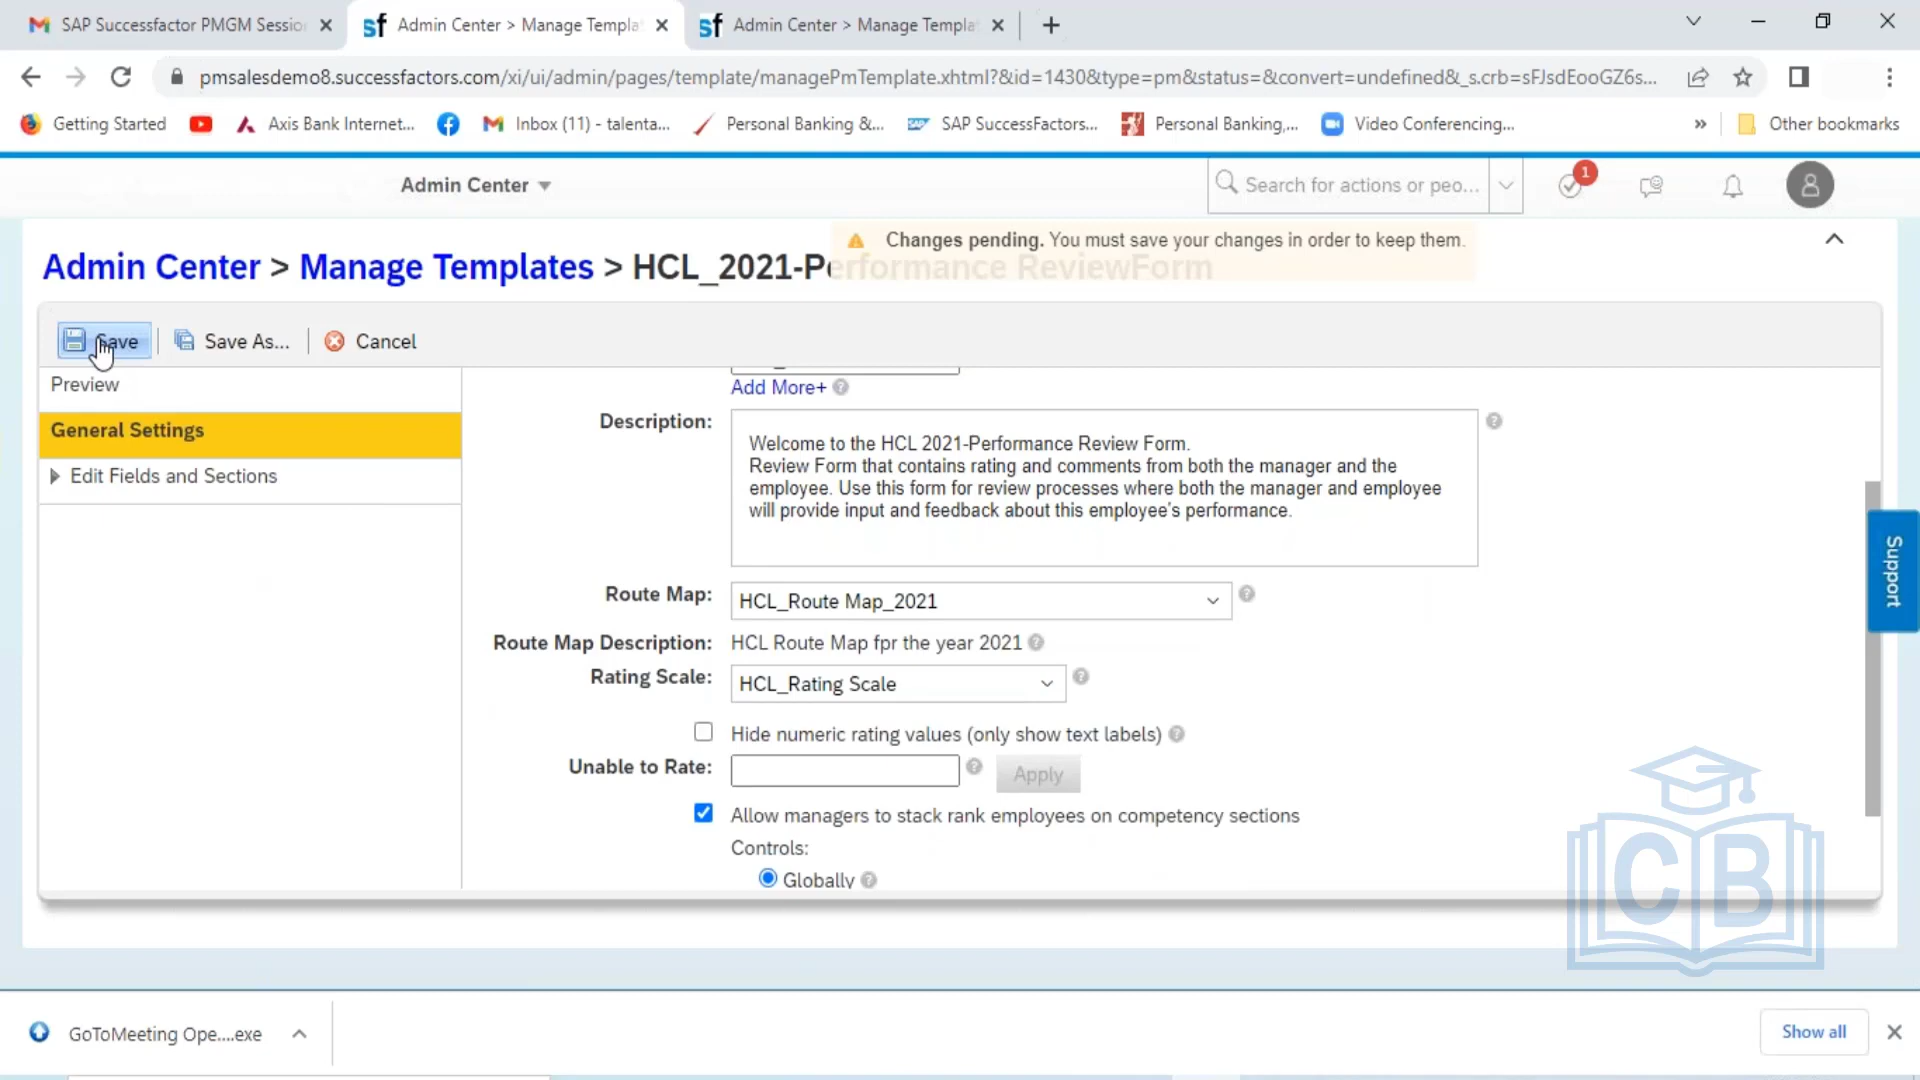 SAP Successfactor PMGM Session
sf Admin Center > Manage Templa
sf Admin Center > Manage Templa
pmsalesdemo8.successfactors.com/xi/ui/admin/pages/template/managePmTemplate.xhtml?&id=1430&type=pm&status=&convert=undefined&_s.crb=sFJsdEooGZ6s...
Getting Started
Axis Bank Internet...
Inbox (11) - talenta...
Personal Banking &...
SAP SuccessFactors...
Personal Banking,...
Video Conferencing...
»
Other bookmarks
Admin Center
Search for actions or peo...
1
Changes pending. You must save your changes in order to keep them.
Admin Center > Manage Templates > HCL_2021-Performance ReviewForm
Save
Save As...
Cancel
Preview
General Settings
Edit Fields and Sections
Add More+
Description:
Welcome to the HCL 2021-Performance Review Form.
Review Form that contains rating and comments from both the manager and the
employee. Use this form for review processes where both the manager and employee
will provide input and feedback about this employee's performance.
Route Map: HCL_Route Map_2021
Route Map Description: HCL Route Map fpr the year 2021
Rating Scale: HCL_Rating Scale
Hide numeric rating values (only show text labels)
Unable to Rate:
Apply
Allow managers to stack rank employees on competency sections
Controls:
Globally
Support
CB
GoToMeeting Ope....exe
Show all